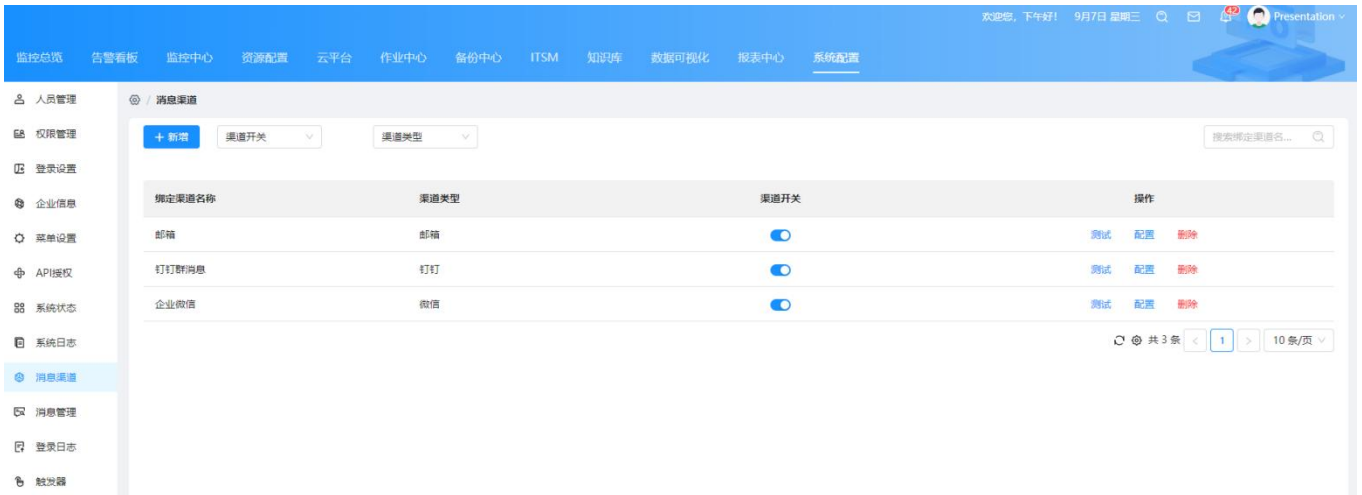 欢迎您，下午好！ 9月7日 星期三 42 Presentation
监控总览 告警看板 监控中心 资源配置 云平台 作业中心 备份中心 ITSM 知识库 数据可视化 报表中心 系统配置
人员管理
权限管理
登录设置
企业信息
菜单设置
API授权
系统状态
系统日志
消息渠道
消息管理
登录日志
触发器
/ 消息渠道
+ 新增 渠道开关 渠道类型 搜索绑定渠道名...
绑定渠道名称 渠道类型 渠道开关 操作
邮箱 邮箱 测试 配置 删除
钉钉群消息 钉钉 测试 配置 删除
企业微信 微信 测试 配置 删除
共 3 条 < 1 > 10 条/页